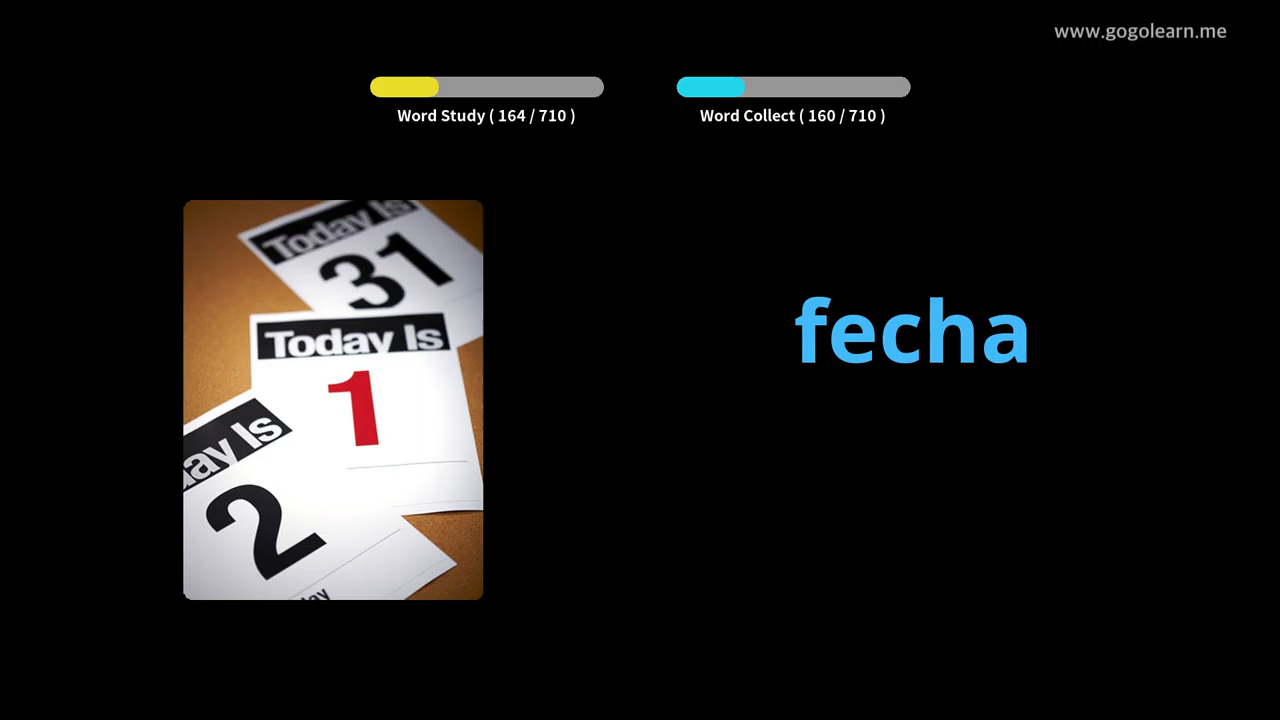 www.gogolearn.me
Word Study ( 164 / 710 )
Word Collect ( 160 / 710 )
Today Is
31
Today Is
1
fecha
ay Is
2